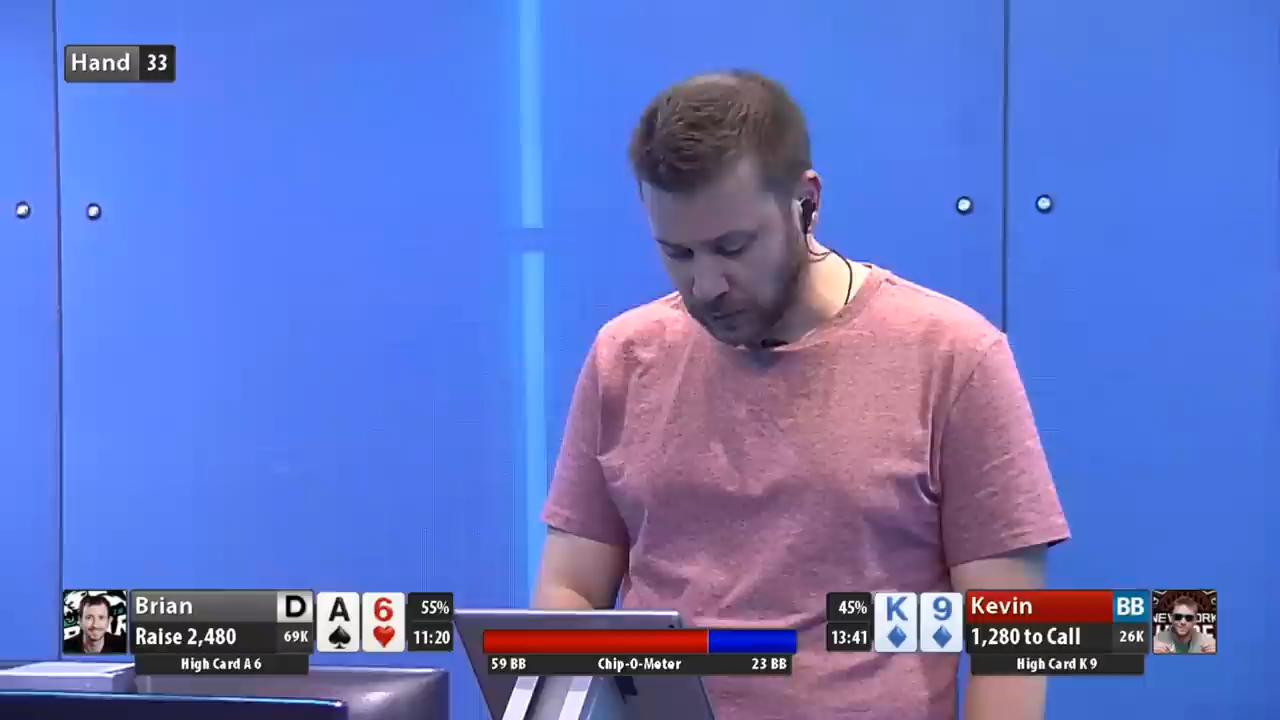 Hand 33
Brian D
Raise 2,480 69K
High Card A 6
A 6
55%
11:20
59 BB Chip-O-Meter 23 BB
45%
13:41
K 9
Kevin BB
1,280 to Call 26K
High Card K 9